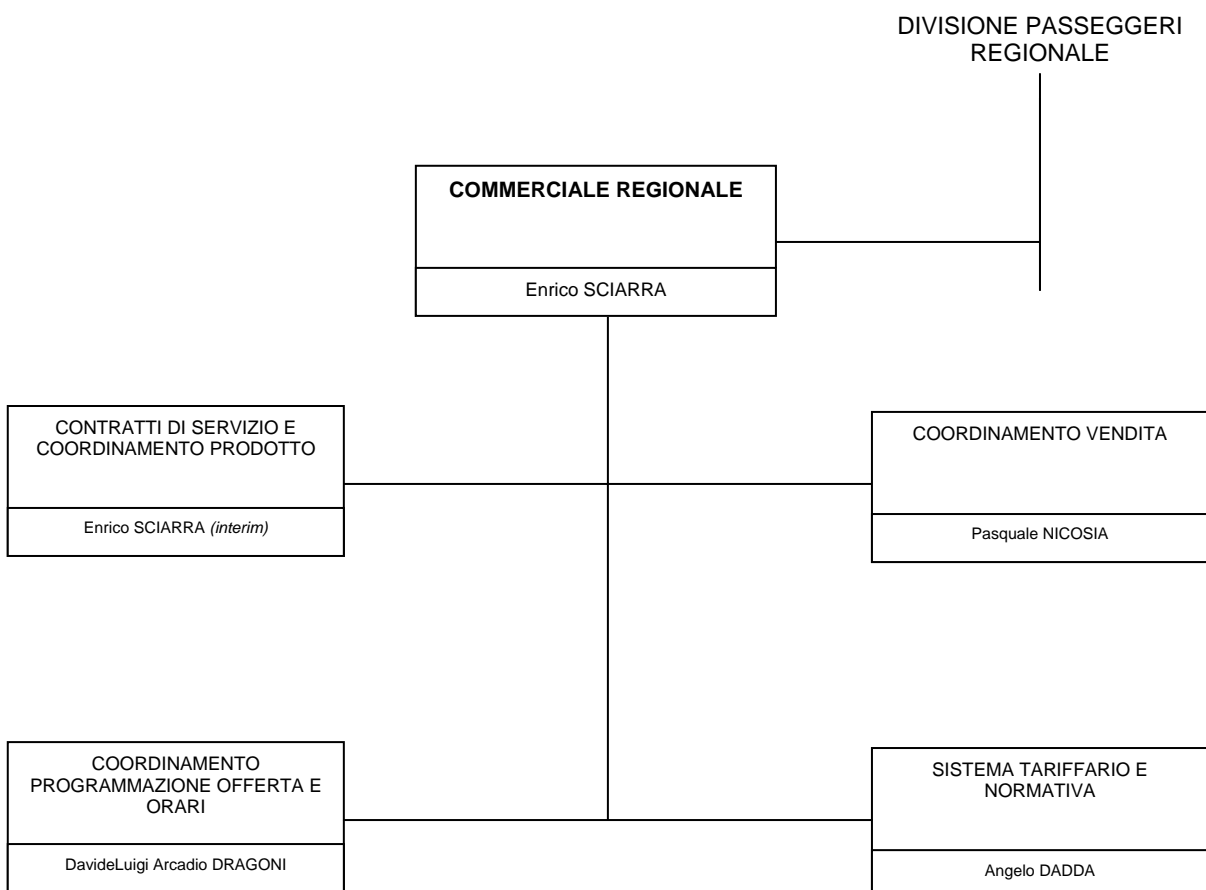 DIVISIONE PASSEGGERI
REGIONALE
COMMERCIALE REGIONALE
Enrico SCIARRA
CONTRATTI DI SERVIZIO E
COORDINAMENTO PRODOTTO
Enrico SCIARRA (interim)
COORDINAMENTO VENDITA
Pasquale NICOSIA
COORDINAMENTO
PROGRAMMAZIONE OFFERTA E
ORARI
DavideLuigi Arcadio DRAGONI
SISTEMA TARIFFARIO E
NORMATIVA
Angelo DADDA